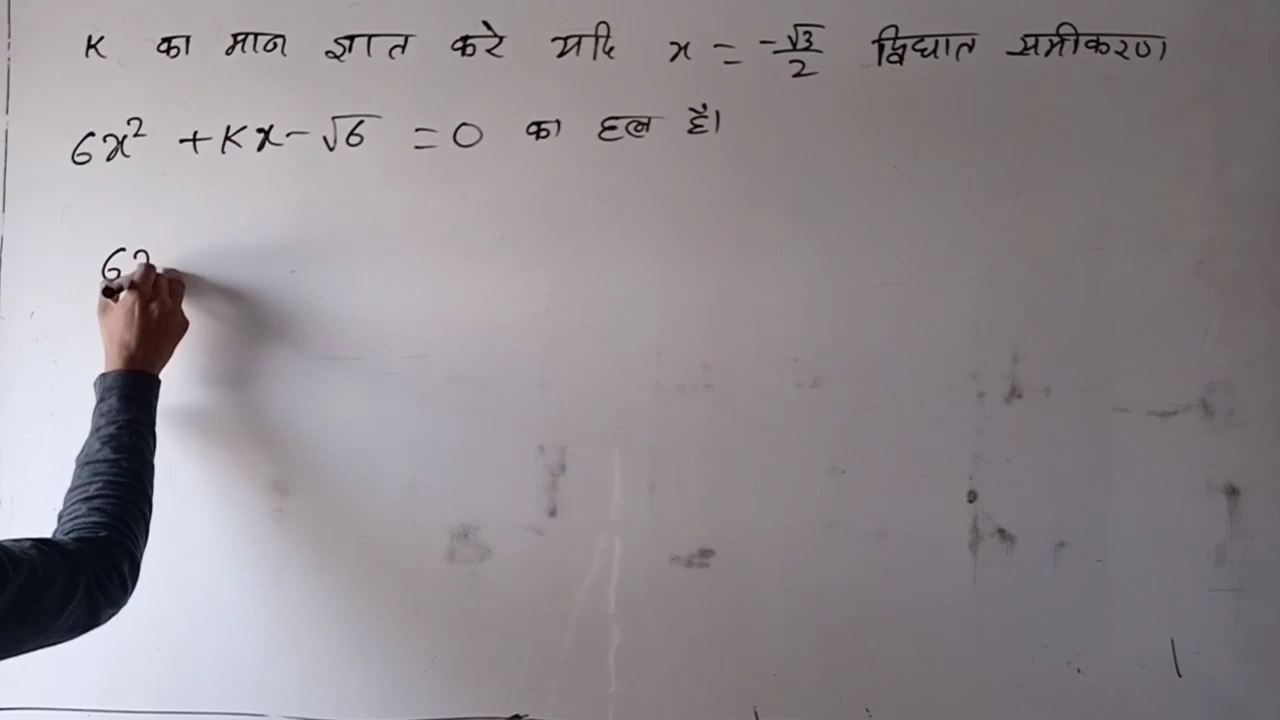 K का मान ज्ञात करे यदि x = -√3/2 द्विघात समीकरण
6x² + Kx - √6 = 0 का हल है।
6